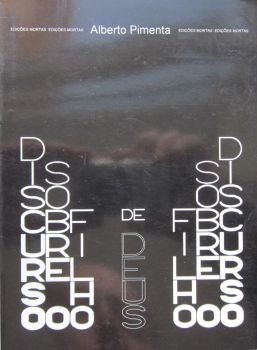 EDIÇÕES MORTAS EDIÇÕES MORTAS Alberto Pimenta EDIÇÕES MORTAS EDIÇÕES MORTAS
DISCURSO
SOBRE O
FILHO
DE
DEUS
FILHO
SOBRE O
DISCURSO